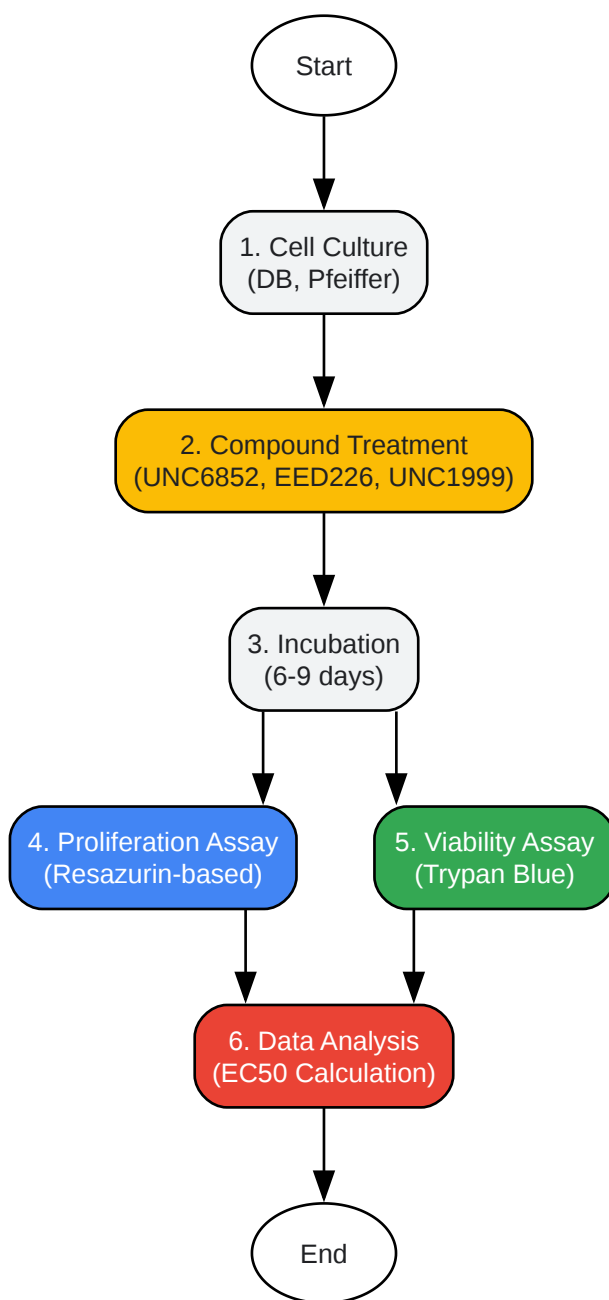 Start
1. Cell Culture
(DB, Pfeiffer)
2. Compound Treatment
(UNC6852, EED226, UNC1999)
3. Incubation
(6-9 days)
4. Proliferation Assay
(Resazurin-based)
5. Viability Assay
(Trypan Blue)
6. Data Analysis
(EC50 Calculation)
End